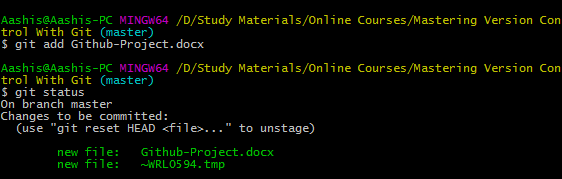 Aashis@Aashis-PC MINGW64 /D/Study Materials/Online Courses/Mastering Version Con
trol With Git (master)
$ git add Github-Project.docx
Aashis@Aashis-PC MINGW64 /D/Study Materials/Online Courses/Mastering Version Con
trol With Git (master)
$ git status
On branch master
Changes to be committed:
  (use "git reset HEAD <file>..." to unstage)
        new file:   Github-Project.docx
        new file:   ~WRL0594.tmp